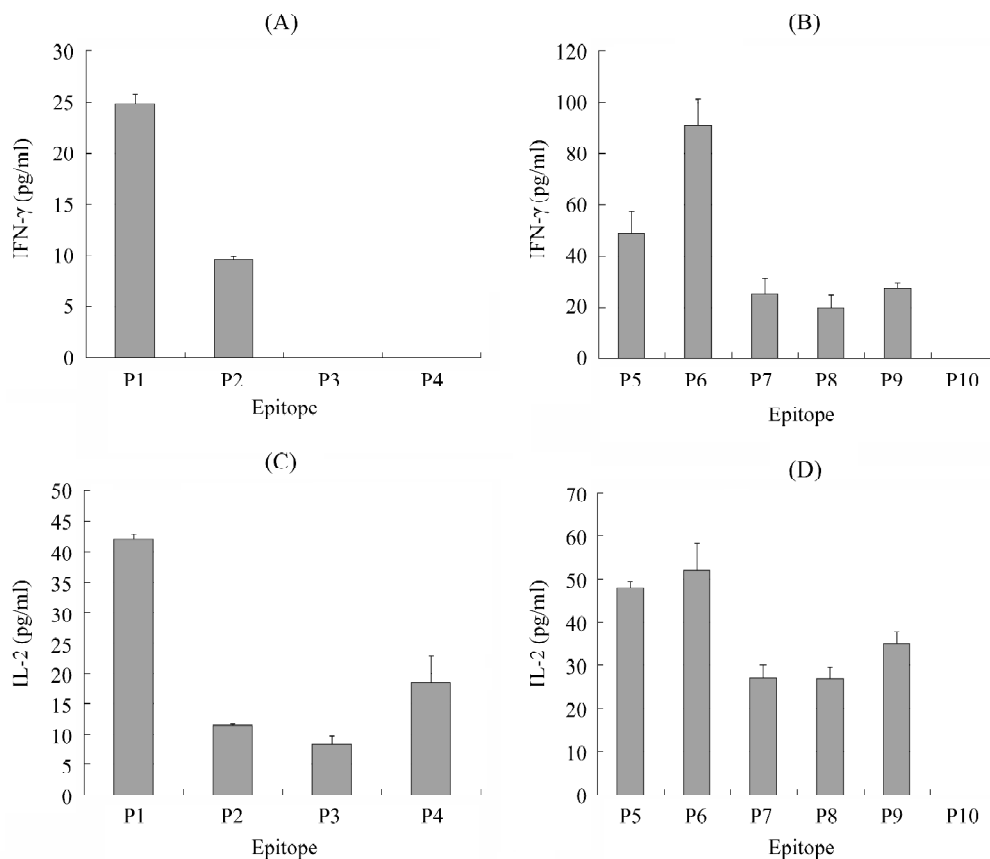 (A)
30
25
20
15
10
5
0
IFN-γ (pg/ml)
P1 P2 P3 P4
Epitope
(B)
120
100
80
60
40
20
0
IFN-γ (pg/ml)
P5 P6 P7 P8 P9 P10
Epitope
(C)
50
45
40
35
30
25
20
15
10
5
0
IL-2 (pg/ml)
P1 P2 P3 P4
Epitope
(D)
70
60
50
40
30
20
10
0
IL-2 (pg/ml)
P5 P6 P7 P8 P9 P10
Epitope